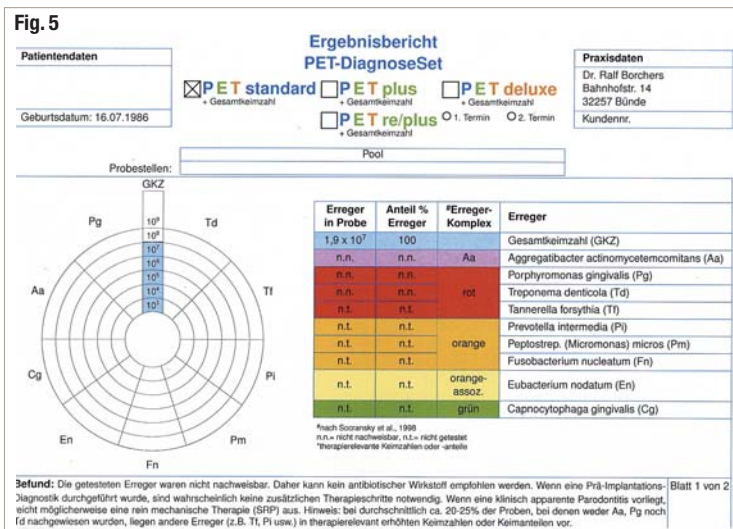 Fig. 5
Patientendaten
Geburtsdatum: 16.07.1986
Ergebnisbericht
PET-DiagnoseSet
PET standard
+ Gesamtkeimzahl
PET plus
+ Gesamtkeimzahl
PET deluxe
+ Gesamtkeimzahl
PET re/plus
+ Gesamtkeimzahl
1. Termin
2. Termin
Praxisdaten
Dr. Ralf Borchers
Bahnhofstr. 14
32257 Bünde
Kundennr.
Pool
Probestellen:
GKZ
Pg
Td
Aa
Tf
Cg
Pi
En
Pm
Fn
10⁹
10⁸
10⁷
10⁶
10⁵
10⁴
10³
Erreger in Probe Anteil % Erreger #Erreger-Komplex Erreger
1,9 x 10⁷ 100 Gesamtkeimzahl (GKZ)
n.n. n.n. Aa Aggregatibacter actinomycetemcomitans (Aa)
n.n. n.n. rot Porphyromonas gingivalis (Pg)
n.n. n.n. Treponema denticola (Td)
n.t. n.t. Tannerella forsythia (Tf)
n.t. n.t. orange Prevotella intermedia (Pi)
n.t. n.t. Peptostrep. (Micromonas) micros (Pm)
n.t. n.t. Fusobacterium nucleatum (Fn)
n.t. n.t. orange-assoz. Eubacterium nodatum (En)
n.t. n.t. grün Capnocytophaga gingivalis (Cg)
#nach Socransky et al., 1998
n.n.= nicht nachweisbar, n.t.= nicht getestet
*therapierelevante Keimzahlen oder -anteile
Befund: Die getesteten Erreger waren nicht nachweisbar. Daher kann kein antibiotischer Wirkstoff empfohlen werden. Wenn eine Prä-Implantations-
Diagnostik durchgeführt wurde, sind wahrscheinlich keine zusätzlichen Therapieschritte notwendig. Wenn eine klinisch apparente Parodontitis vorliegt,
reicht möglicherweise eine rein mechanische Therapie (SRP) aus. Hinweis: bei durchschnittlich ca. 20-25% der Proben, bei denen weder Aa, Pg noch
Td nachgewiesen wurden, liegen andere Erreger (z.B. Tf, Pi usw.) in therapierelevant erhöhten Keimzahlen oder Keimanteilen vor.
Blatt 1 von 2